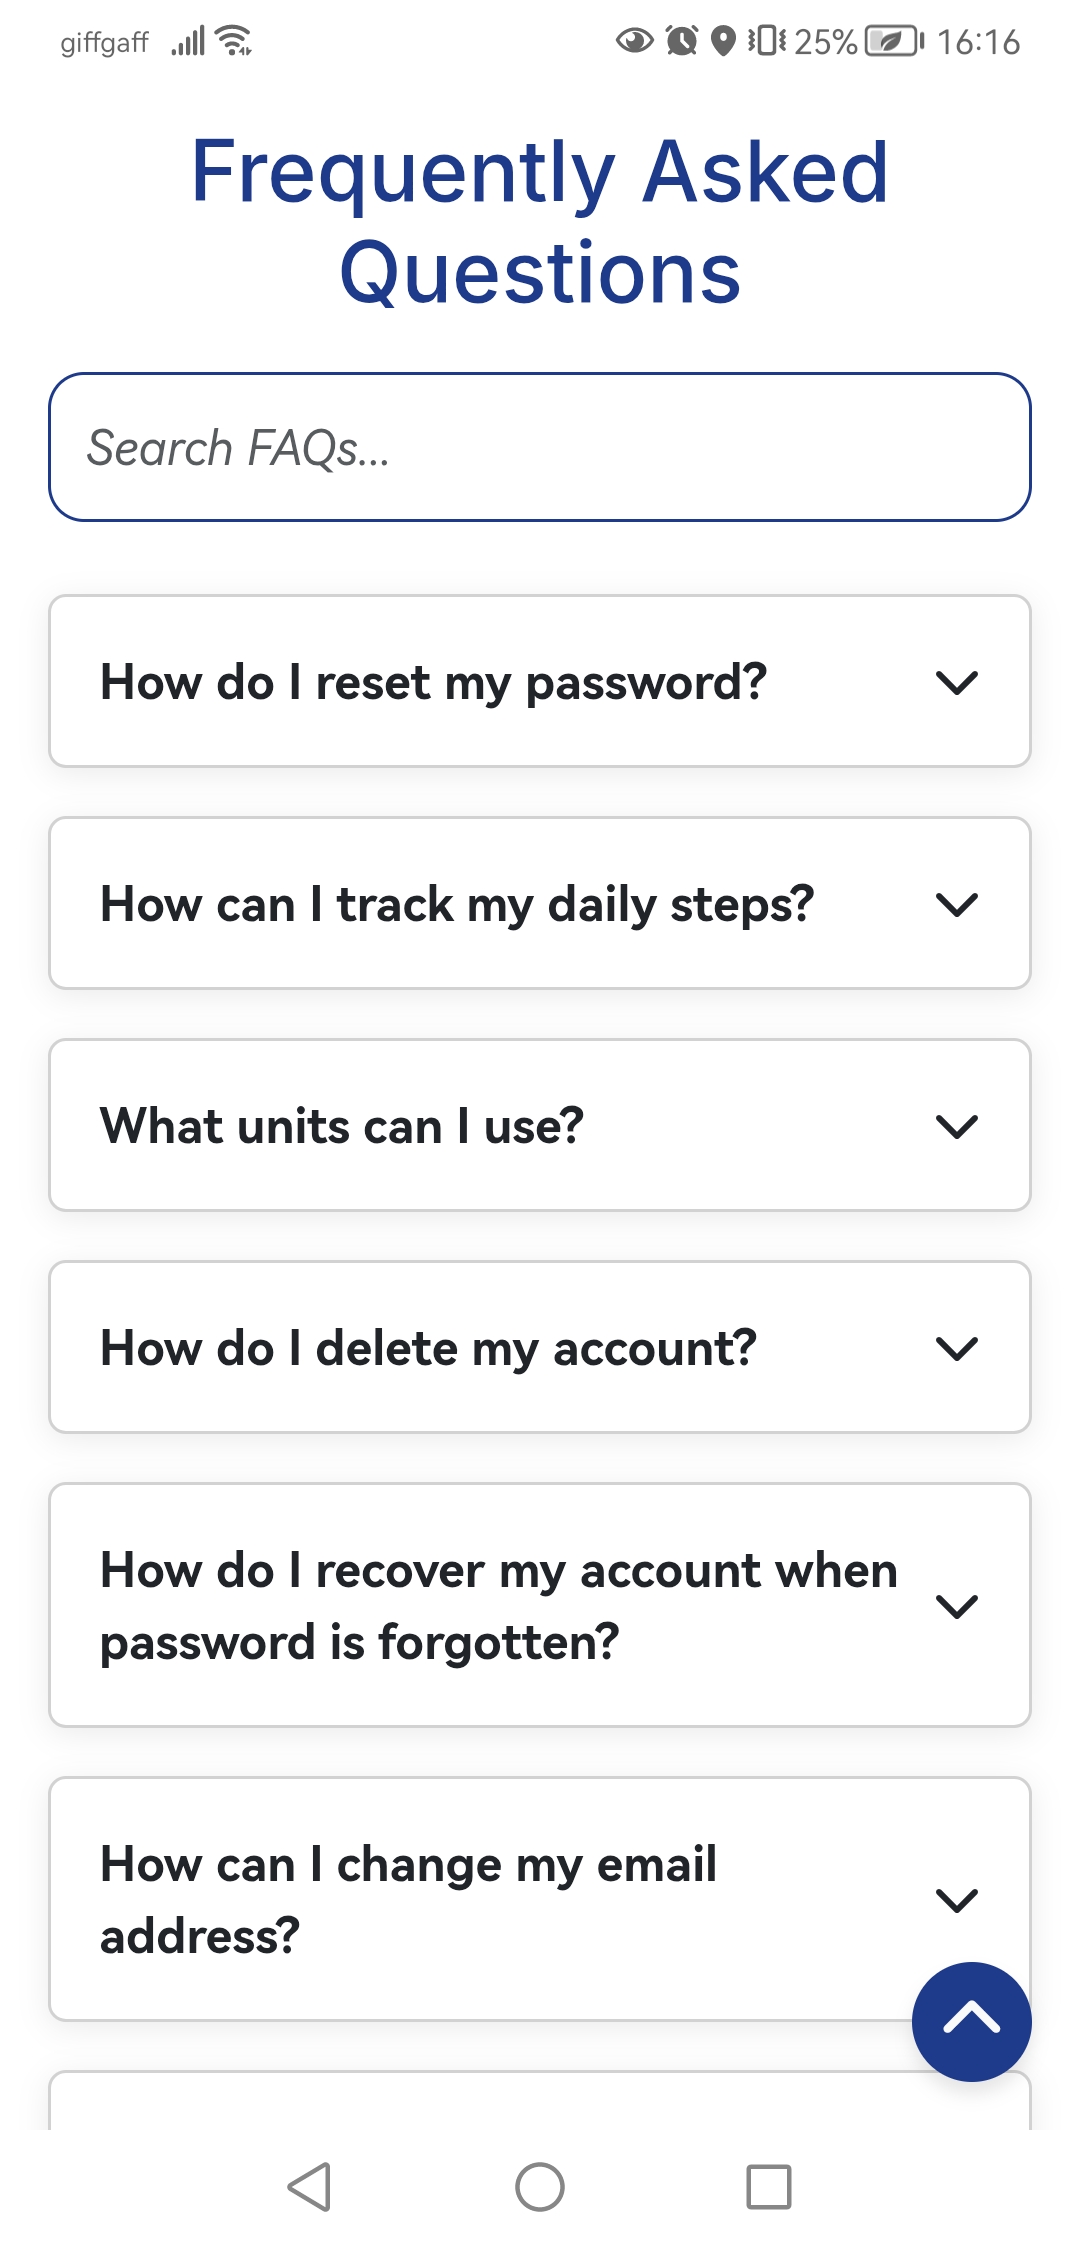 giffgaff 25% 16:16
Frequently Asked
Questions
Search FAQs...
How do I reset my password?
How can I track my daily steps?
What units can I use?
How do I delete my account?
How do I recover my account when
password is forgotten?
How can I change my email
address?